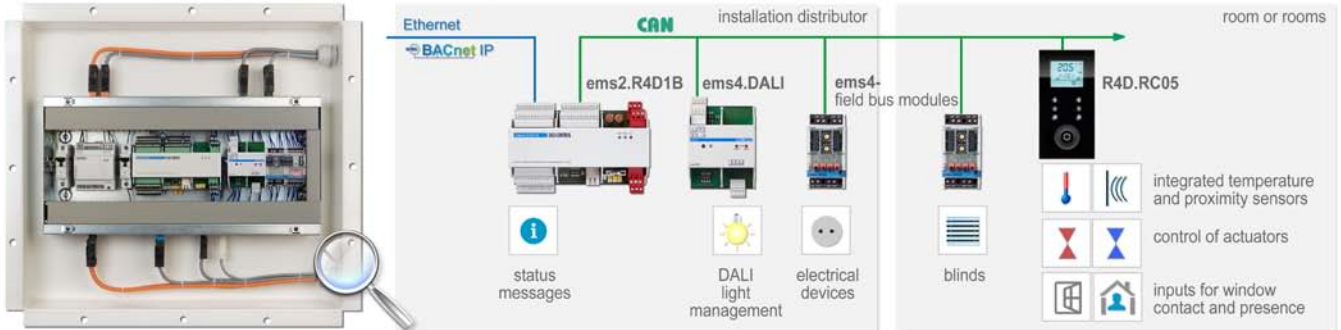 Ethernet
BACnet IP
CAN
installation distributor
room or rooms
ems2.R4D1B
ems4.DALI
ems4-
field bus modules
R4D.RC05
integrated temperature
and proximity sensors
control of actuators
inputs for window
contact and presence
status
messages
DALI
light
management
electrical
devices
blinds